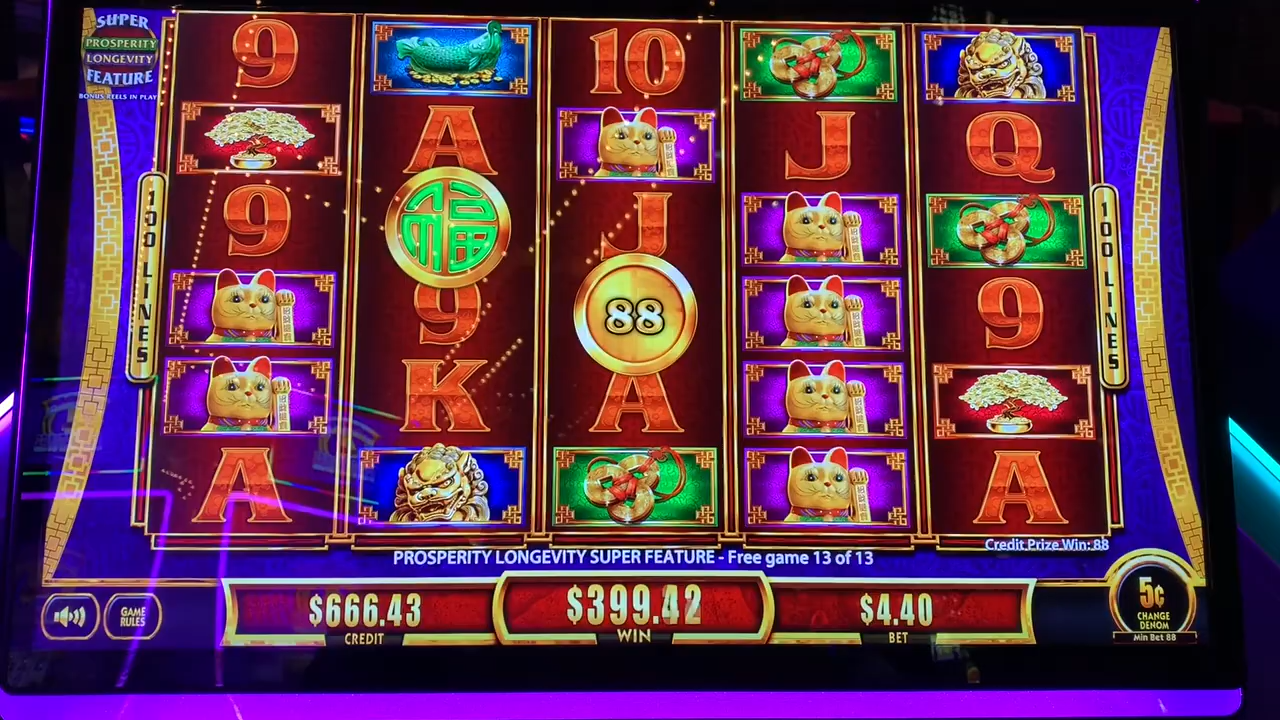 SUPER
PROSPERITY
LONGEVITY
FEATURE
BONUS REELS IN PLAY
9
10
A
J
Q
9
J
9
9
88
K
A
A
A
100 LINES
100 LINES
福
Credit Prize Win: 88
PROSPERITY LONGEVITY SUPER FEATURE - Free game 13 of 13
GAME
RULES
$666.43
CREDIT
$399.42
WIN
$4.40
BET
5¢
CHANGE
DENOM
Min Bet 88